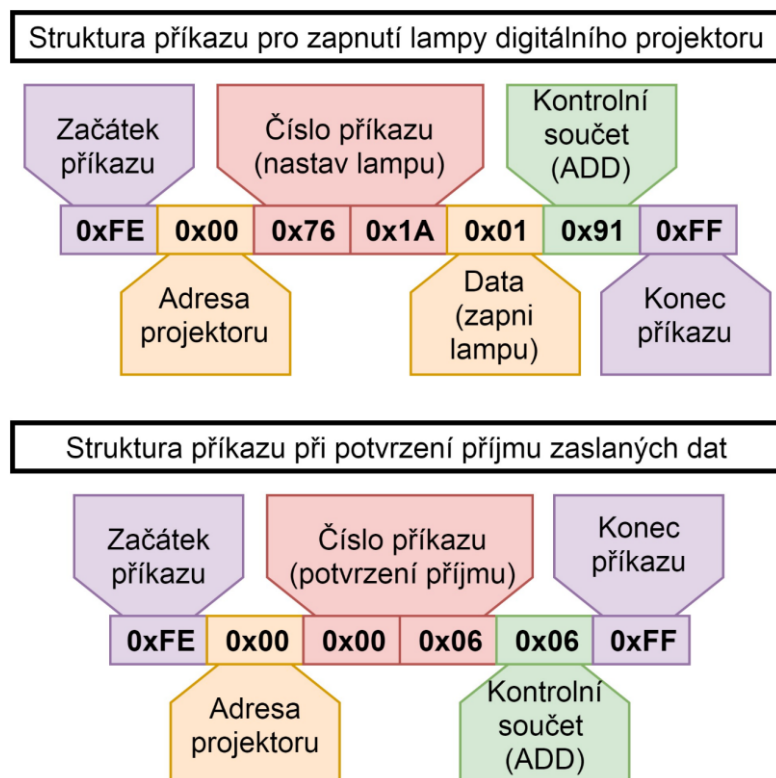 Struktura příkazu pro zapnutí lampy digitálního projektoru
Začátek
příkazu
Číslo příkazu
(nastav lampu)
Kontrolní
součet
(ADD)
0xFE 0x00 0x76 0x1A 0x01 0x91 0xFF
Adresa
projektoru
Data
(zapni
lampu)
Konec
příkazu
Struktura příkazu při potvrzení příjmu zaslaných dat
Začátek
příkazu
Číslo příkazu
(potvrzení příjmu)
Konec
příkazu
0xFE 0x00 0x00 0x06 0x06 0xFF
Adresa
projektoru
Kontrolní
součet
(ADD)